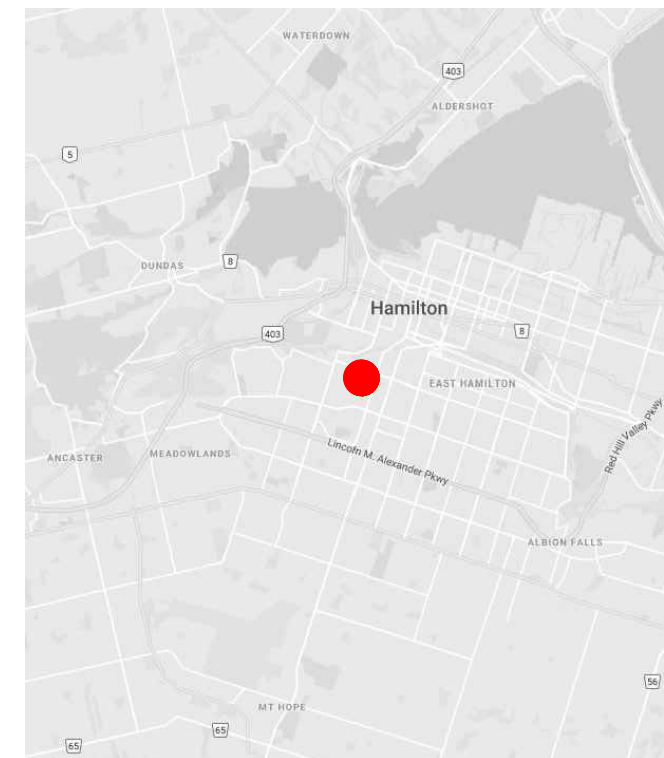 WATERDOWN
403
ALDERSHOT
5
8
DUNDAS
Hamilton
403
8
EAST HAMILTON
Lincoln M. Alexander Pkwy
Red Hill Valley Pkwy
MEADOWLANDS
ANCASTER
ALBION FALLS
56
MT HOPE
65
65